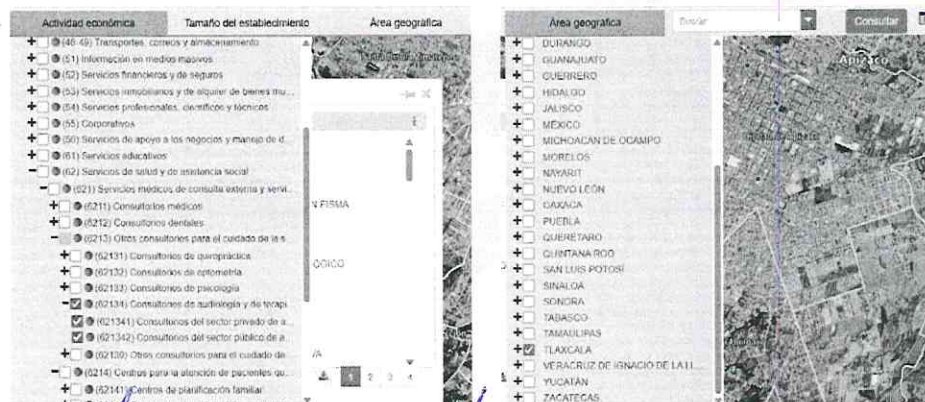 Actividad económica Tamaño del establecimiento Área geográfica
(48-49) Transportes, correos y almacenamiento
(51) Información en medios masivos
(52) Servicios financieros y de seguros
(53) Servicios inmobiliarios y de alquiler de bienes mu...
(54) Servicios profesionales, científicos y técnicos
(55) Corporativos
(56) Servicios de apoyo a los negocios y manejo de d...
(61) Servicios educativos
(62) Servicios de salud y de asistencia social
(621) Servicios médicos de consulta externa y servi...
(6211) Consultorios médicos
(6212) Consultorios dentales
(6213) Otros consultorios para el cuidado de la s...
(62131) Consultorios de quiropráctica
(62132) Consultorios de optometría
(62133) Consultorios de psicología
(62134) Consultorios de audiología y de terapi...
(621341) Consultorios del sector privado de a...
(621342) Consultorios del sector público de a...
(62139) Otros consultorios para el cuidado de
(6214) Centros para la atención de pacientes qu...
(62141) Centros de planificación familiar
N FISMA
OGICO
/A
1 2 3 4
Área geográfica Buscar Consultar
DURANGO
GUANAJUATO
GUERRERO
HIDALGO
JALISCO
MÉXICO
MICHOACÁN DE OCAMPO
MORELOS
NAYARIT
NUEVO LEÓN
OAXACA
PUEBLA
QUERÉTARO
QUINTANA ROO
SAN LUIS POTOSÍ
SINALOA
SONORA
TABASCO
TAMAULIPAS
TLAXCALA
VERACRUZ DE IGNACIO DE LA LL...
YUCATÁN
ZACATECAS
Apizaco